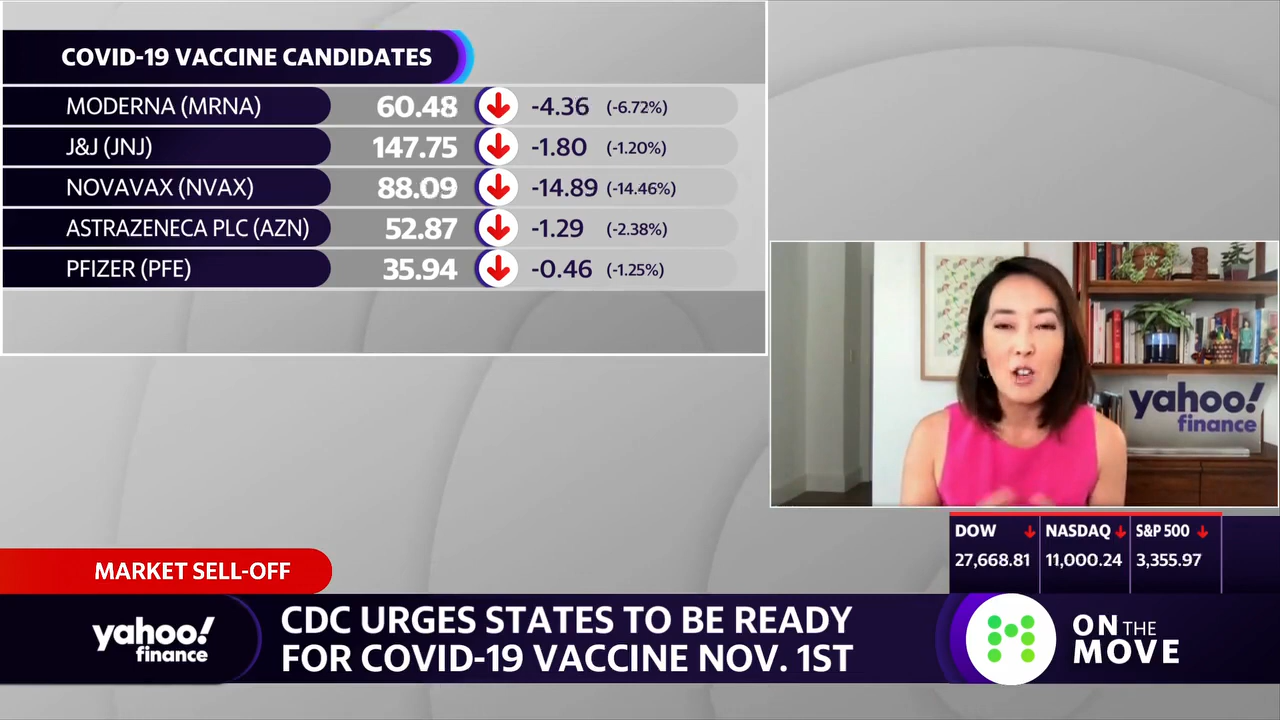 COVID-19 VACCINE CANDIDATES
MODERNA (MRNA) 60.48 -4.36 (-6.72%)
J&J (JNJ) 147.75 -1.80 (-1.20%)
NOVAVAX (NVAX) 88.09 -14.89 (-14.46%)
ASTRAZENECA PLC (AZN) 52.87 -1.29 (-2.38%)
PFIZER (PFE) 35.94 -0.46 (-1.25%)
yahoo!
finance
DOW NASDAQ S&P 500
27,668.81 11,000.24 3,355.97
MARKET SELL-OFF
yahoo!
finance
CDC URGES STATES TO BE READY
FOR COVID-19 VACCINE NOV. 1ST
ON THE
MOVE